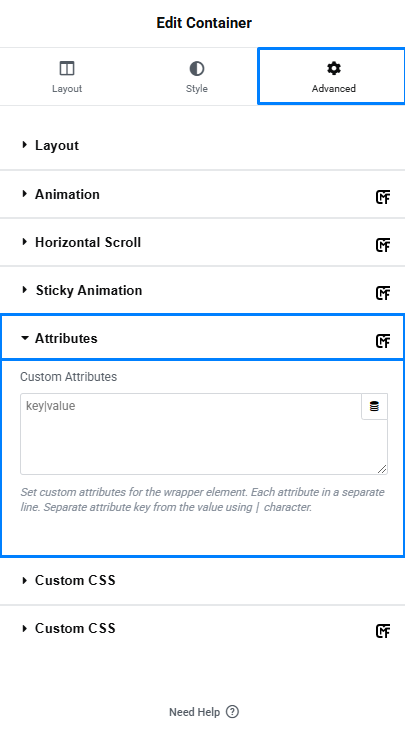 Edit Container
Layout
Style
Advanced
Layout
Animation
Horizontal Scroll
Sticky Animation
Attributes
Custom Attributes
key|value
Set custom attributes for the wrapper element. Each attribute in a separate
line. Separate attribute key from the value using | character.
Custom CSS
Custom CSS
Need Help